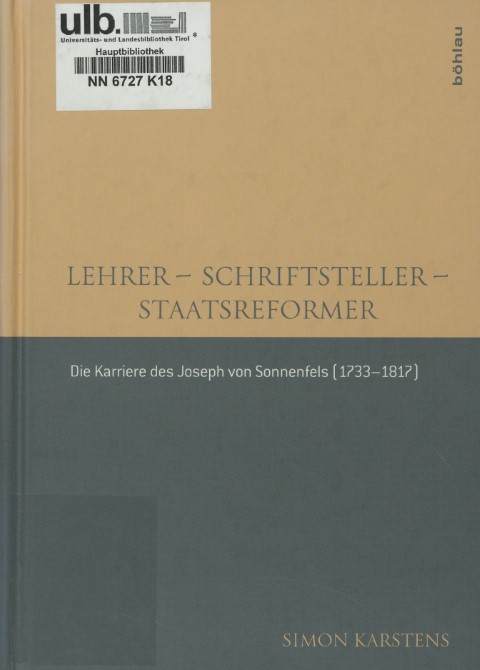 ulb.
Universitäts- und Landesbibliothek Tirol *
Hauptbibliothek
NN 6727 K18
böhlau
LEHRER – SCHRIFTSTELLER –
STAATSREFORMER
Die Karriere des Joseph von Sonnenfels (1733–1817)
SIMON KARSTENS